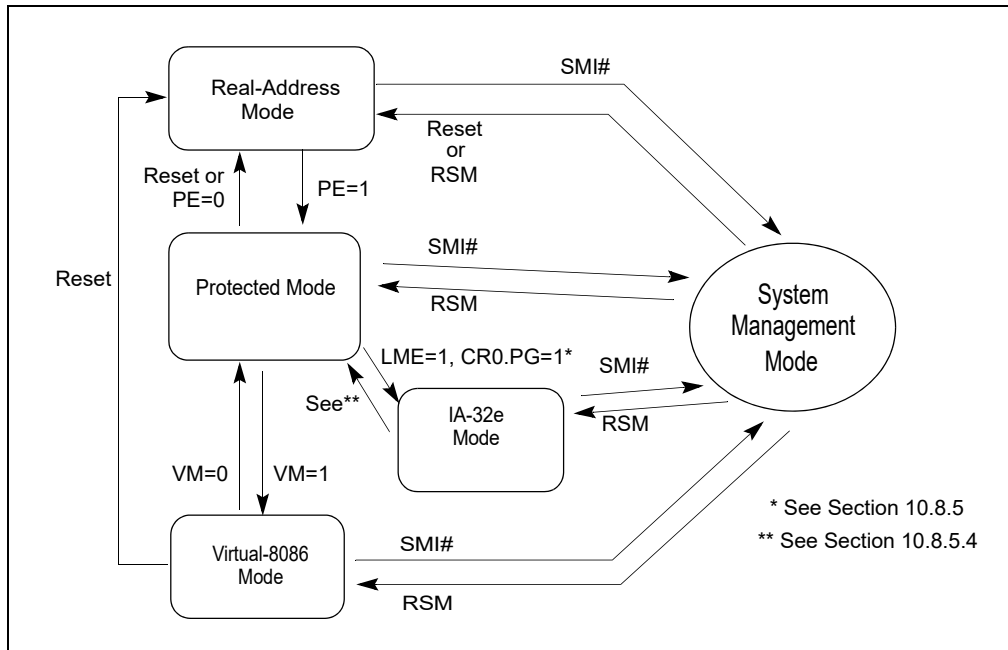 SMI#
Real-Address
Mode
Reset
or
RSM
Reset or
PE=0
PE=1
SMI#
Reset
Protected Mode
RSM
System
Management
Mode
LME=1, CR0.PG=1*
SMI#
See**
IA-32e
Mode
RSM
VM=0
VM=1
* See Section 10.8.5
SMI#
** See Section 10.8.5.4
Virtual-8086
Mode
RSM